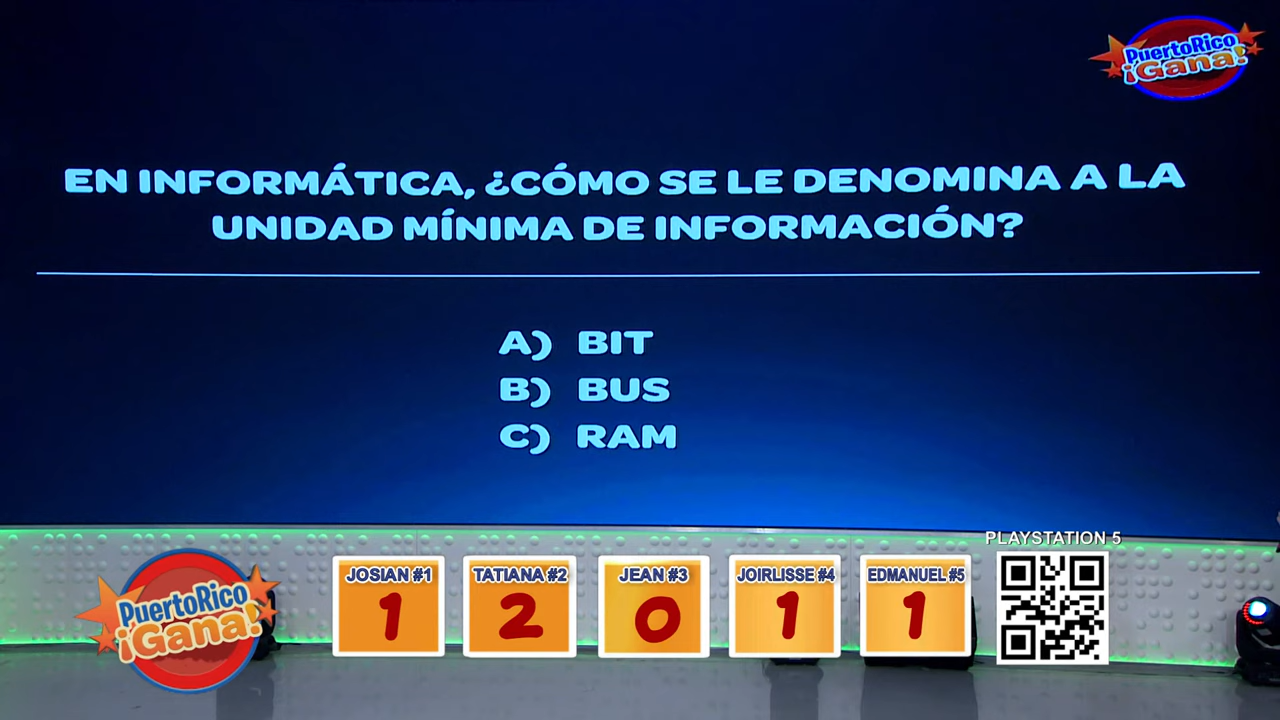 PuertoRico
¡Gana!
EN INFORMÁTICA, ¿CÓMO SE LE DENOMINA A LA
UNIDAD MÍNIMA DE INFORMACIÓN?
A) BIT
B) BUS
C) RAM
PLAYSTATION 5
PuertoRico
¡Gana!
JOSIAN #1
1
TATIANA #2
2
JEAN #3
0
JOIRLISSE #4
1
EDMANUEL #5
1